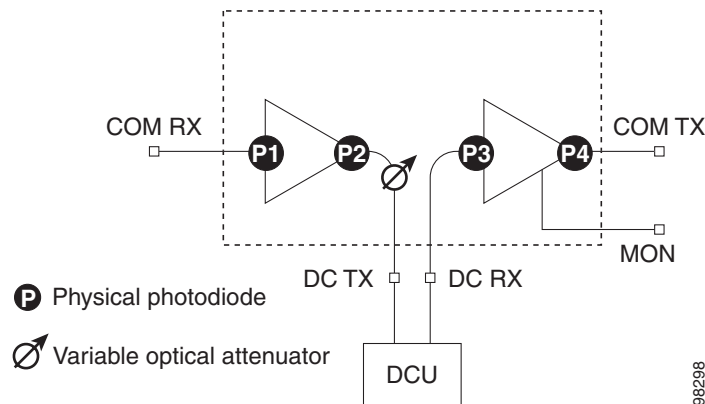 COM RX
P1
P2
P3
P4
COM TX
MON
DC TX
DC RX
P Physical photodiode
Variable optical attenuator
DCU
98298